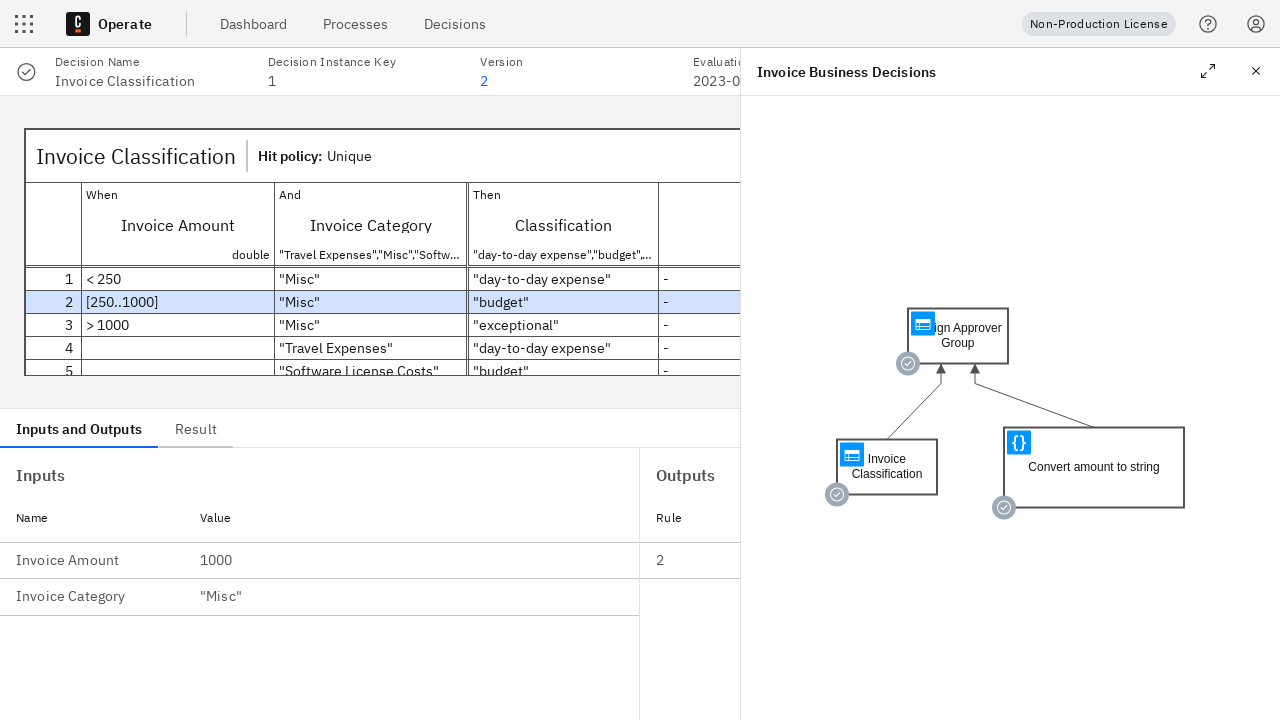 Operate
Dashboard
Processes
Decisions
Non-Production License
Decision Name
Invoice Classification
Decision Instance Key
1
Version
2
2023-0
Invoice Business Decisions
Invoice Classification
Hit policy: Unique
When
And
Then
Invoice Amount
Invoice Category
Classification
double
"Travel Expenses","Misc","Softw...
"day-to-day expense","budget",...
1 < 250 "Misc" "day-to-day expense" -
2 [250..1000] "Misc" "budget" -
3 > 1000 "Misc" "exceptional" -
4 "Travel Expenses" "day-to-day expense" -
5 "Software License Costs" "budget" -
Inputs and Outputs
Result
Inputs
Name Value
Invoice Amount 1000
Invoice Category "Misc"
Outputs
Rule
2
ign Approver
Group
Invoice
Classification
Convert amount to string